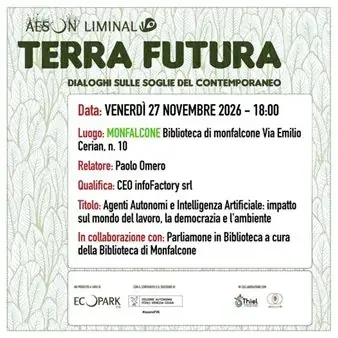 AESON LIMINAL
TERRA FUTURA
DIALOGHI SULLE SOGLIE DEL CONTEMPORANEO
Data: VENERDÌ 27 NOVEMBRE 2026 – 18:00
Luogo: MONFALCONE Biblioteca di monfalcone Via Emilio
Cerian, n. 10
Relatore: Paolo Omero
Qualifica: CEO infoFactory srl
Titolo: Agenti Autonomi e Intelligenza Artificiale: impatto
sul mondo del lavoro, la democrazia e l'ambiente
In collaborazione con: Parliamone in Biblioteca a cura
della Biblioteca di Monfalcone
ECOPARK
Thiel